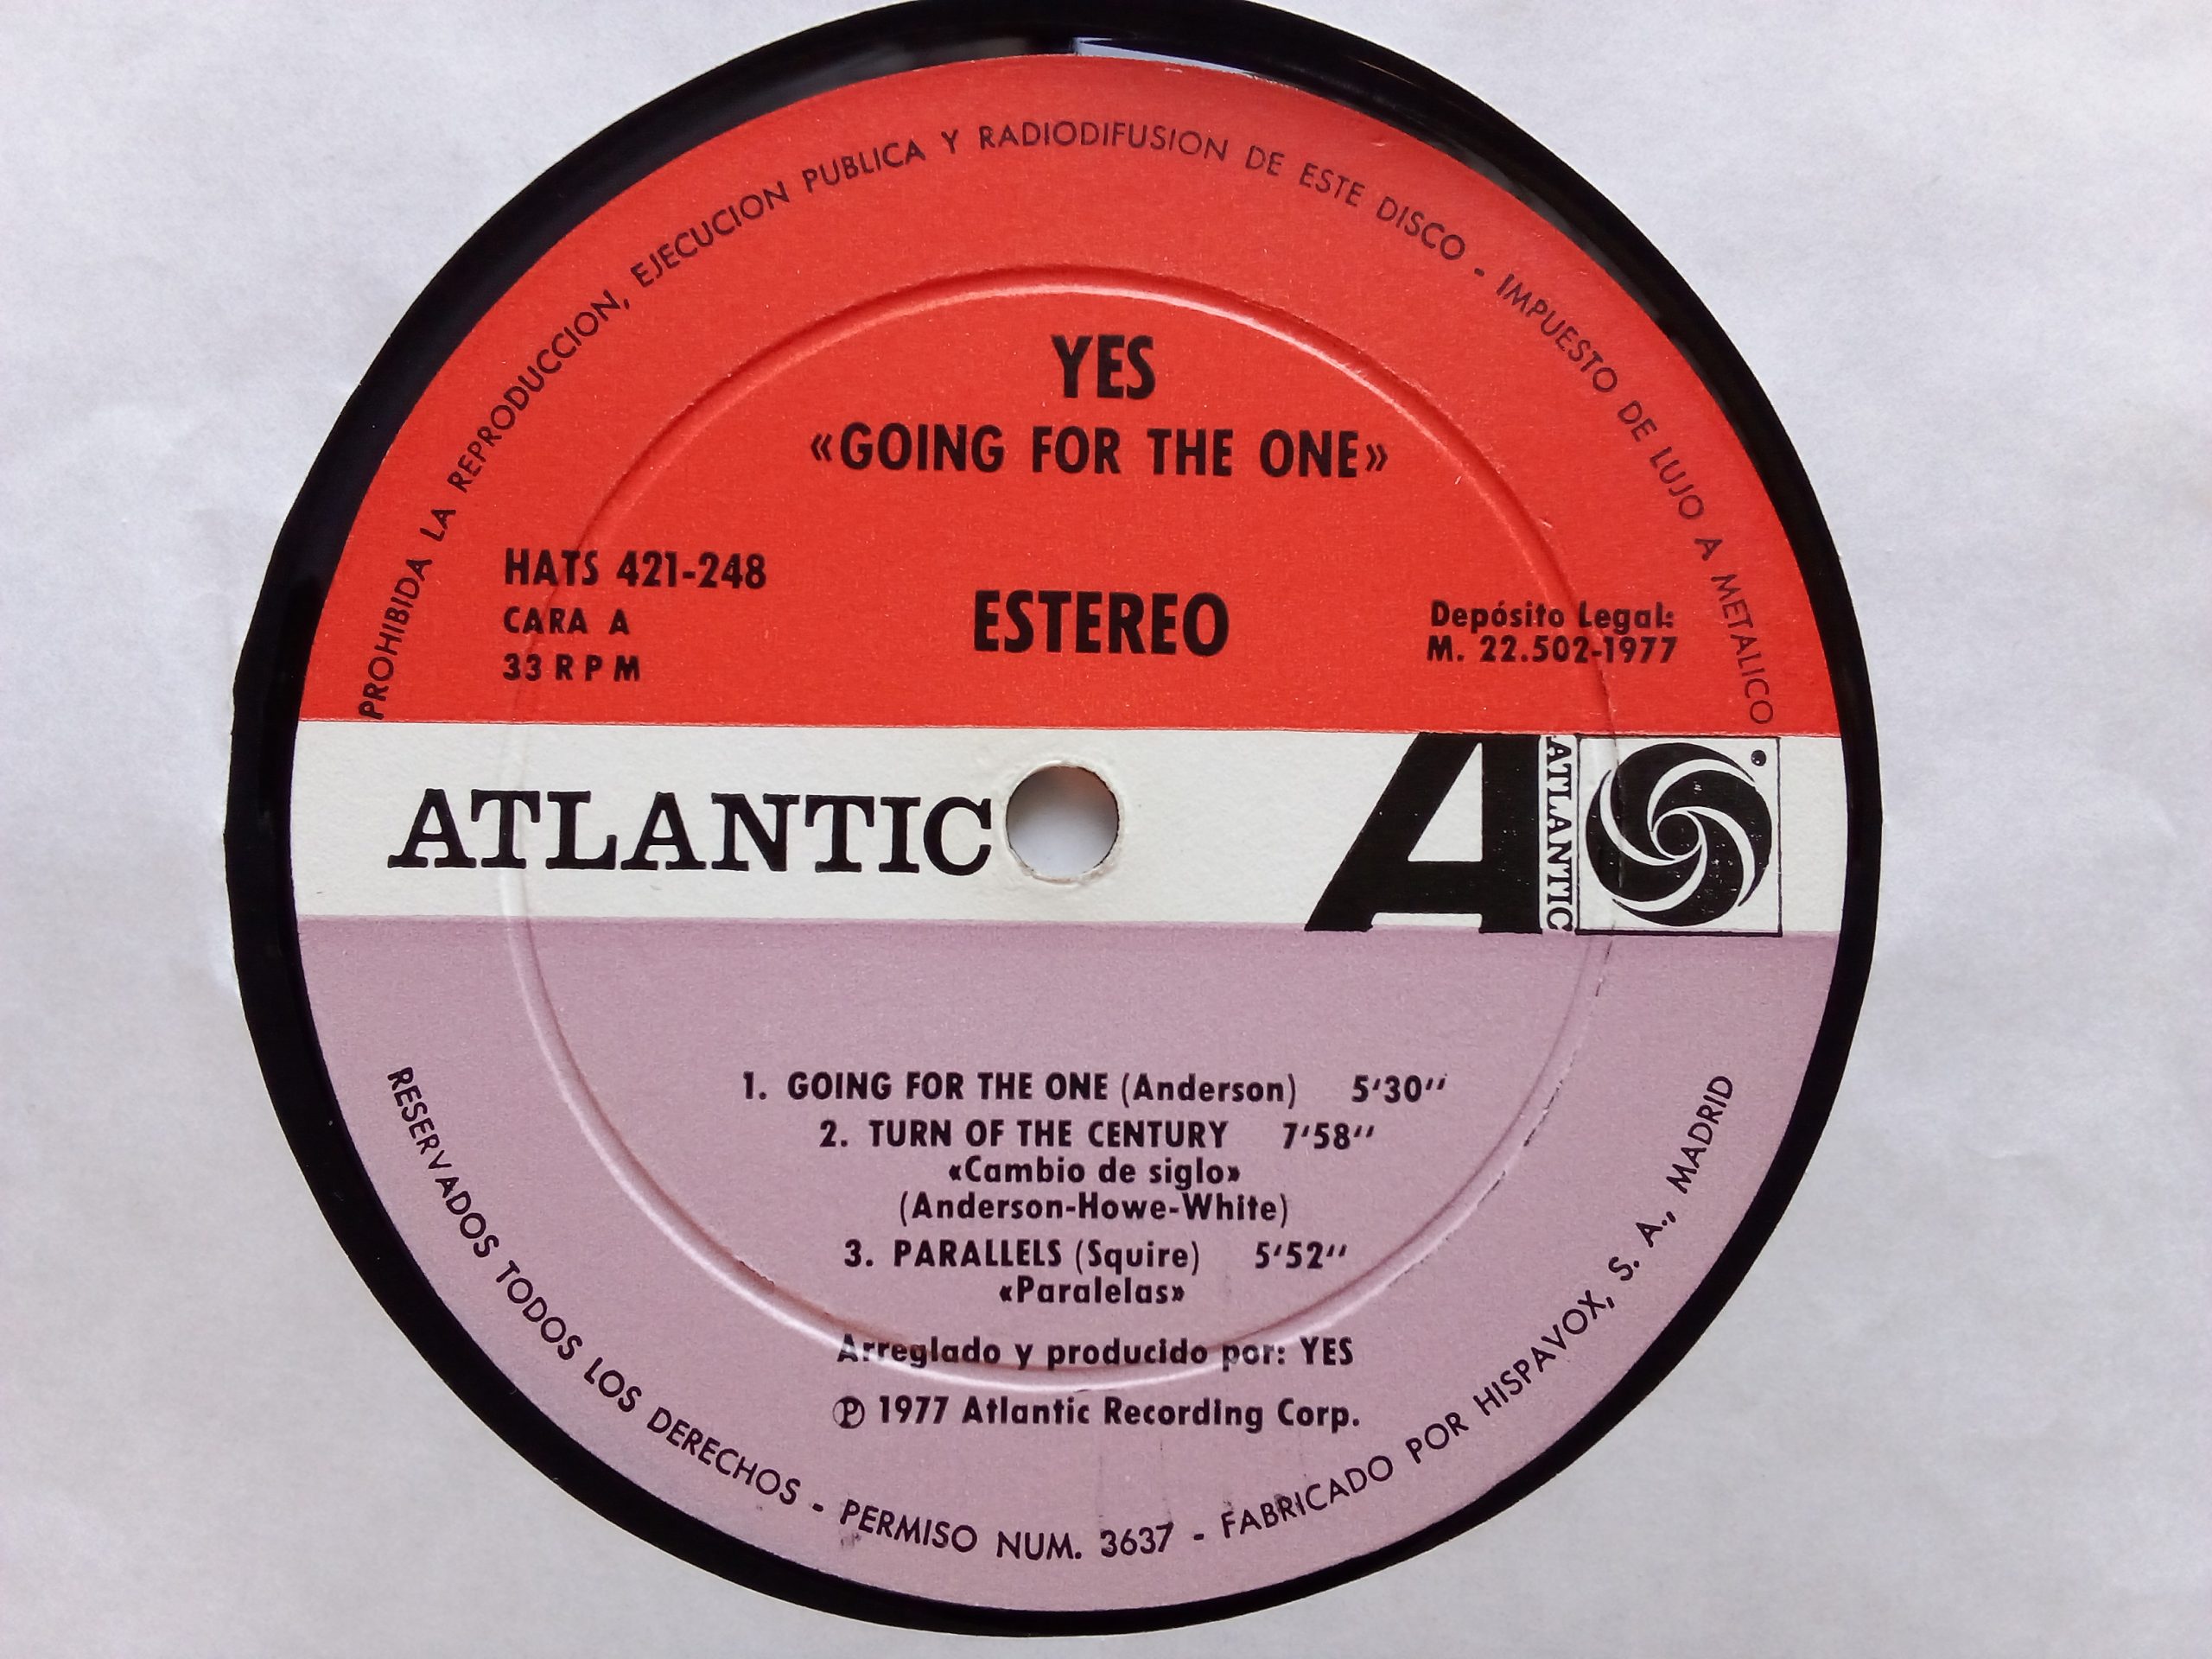 PROHIBIDA LA REPRODUCCION, EJECUCION PUBLICA Y RADIODIFUSION DE ESTE DISCO - IMPUESTO DE LUJO A METALICO
YES
«GOING FOR THE ONE»
HATS 421-248
CARA A
33 RPM
ESTEREO
Depósito Legal:
M. 22.502-1977
ATLANTIC
A
ATLANTIC
1. GOING FOR THE ONE (Anderson) 5'30''
2. TURN OF THE CENTURY 7'58''
«Cambio de siglo»
(Anderson-Howe-White)
3. PARALLELS (Squire) 5'52''
«Paralelas»
Arreglado y producido por: YES
℗ 1977 Atlantic Recording Corp.
RESERVADOS TODOS LOS DERECHOS - PERMISO NUM. 3637 - FABRICADO POR HISPAVOX, S. A., MADRID